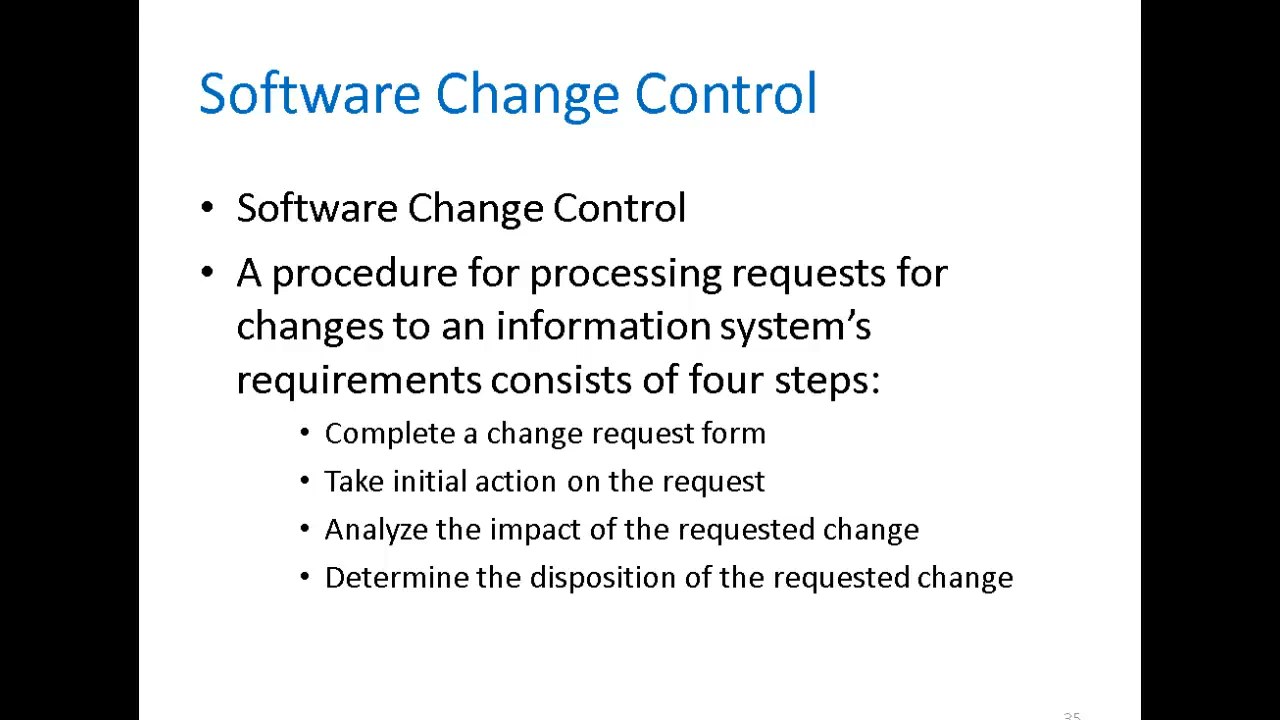 Software Change Control
• Software Change Control
• A procedure for processing requests for
changes to an information system’s
requirements consists of four steps:
• Complete a change request form
• Take initial action on the request
• Analyze the impact of the requested change
• Determine the disposition of the requested change
35